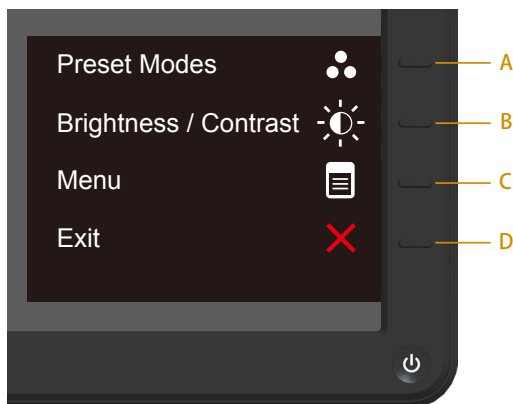 Preset Modes
A
Brightness / Contrast
B
Menu
C
Exit
D